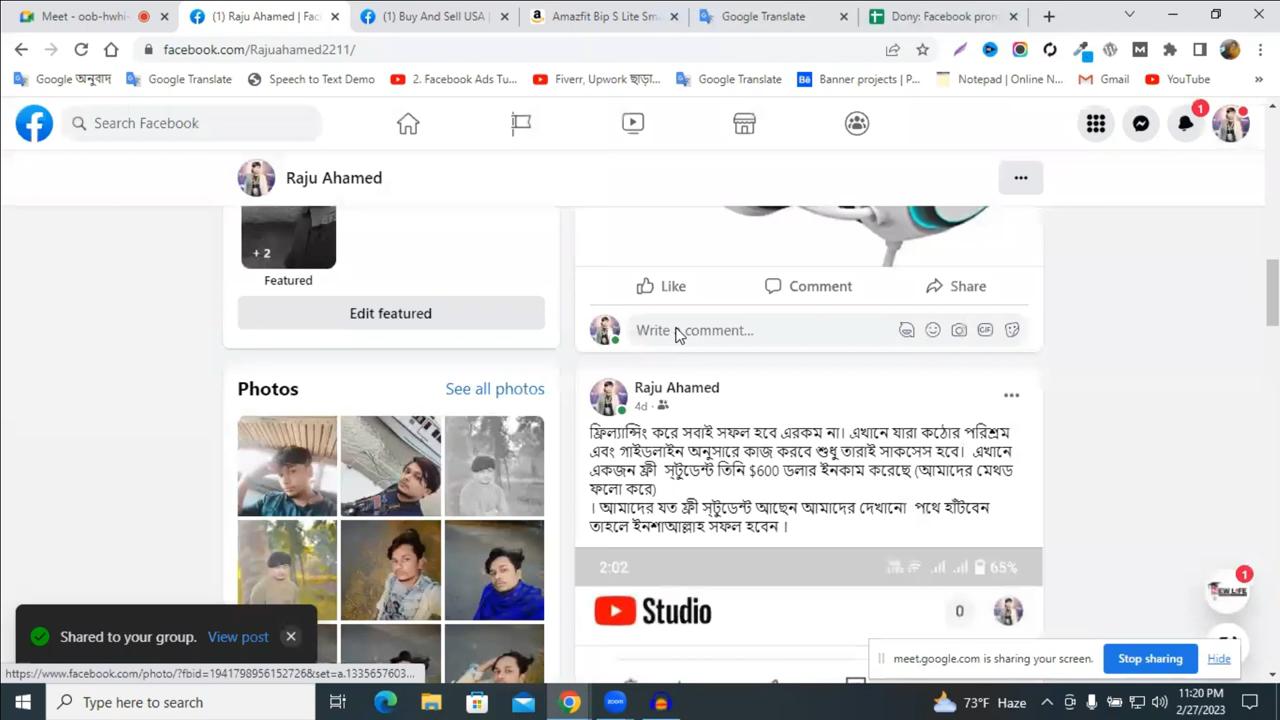 Meet - oob-hwhi-
(1) Raju Ahamed | Fac
(1) Buy And Sell USA |
Amazfit Bip S Lite Sm
Google Translate
Dony: Facebook prom
facebook.com/Rajuahamed2211/
Google অনুবাদ
Google Translate
Speech to Text Demo
2. Facebook Ads Tu...
Fiverr, Upwork ছাড়া...
Google Translate
Banner projects | P...
Notepad | Online N...
Gmail
YouTube
Search Facebook
1
Raju Ahamed
...
+ 2
Featured
Edit featured
Like
Comment
Share
Write a comment...
GIF
Photos
See all photos
Raju Ahamed
4d
ফ্রিল্যান্সিং করে সবাই সফল হবে এরকম না। এখানে যারা কঠোর পরিশ্রম
এবং গাইডলাইন অনুসারে কাজ করবে শুধু তারাই সাকসেস হবে। এখানে
একজন ফ্রী স্টুডেন্ট তিনি $600 ডলার ইনকাম করেছে (আমাদের মেথড
ফলো করে)
। আমাদের যত ফ্রী স্টুডেন্ট আছেন আমাদের দেখানো পথে হাঁটবেন
তাহলে ইনশাআল্লাহ সফল হবেন ।
2:02
65%
Studio
0
1
Shared to your group.
View post
meet.google.com is sharing your screen.
Stop sharing
Hide
https://www.facebook.com/photo/?fbid=194179895615272​6&set=a.1335657603...
Type here to search
zoom
73°F Haze
11:20 PM
2/27/2023